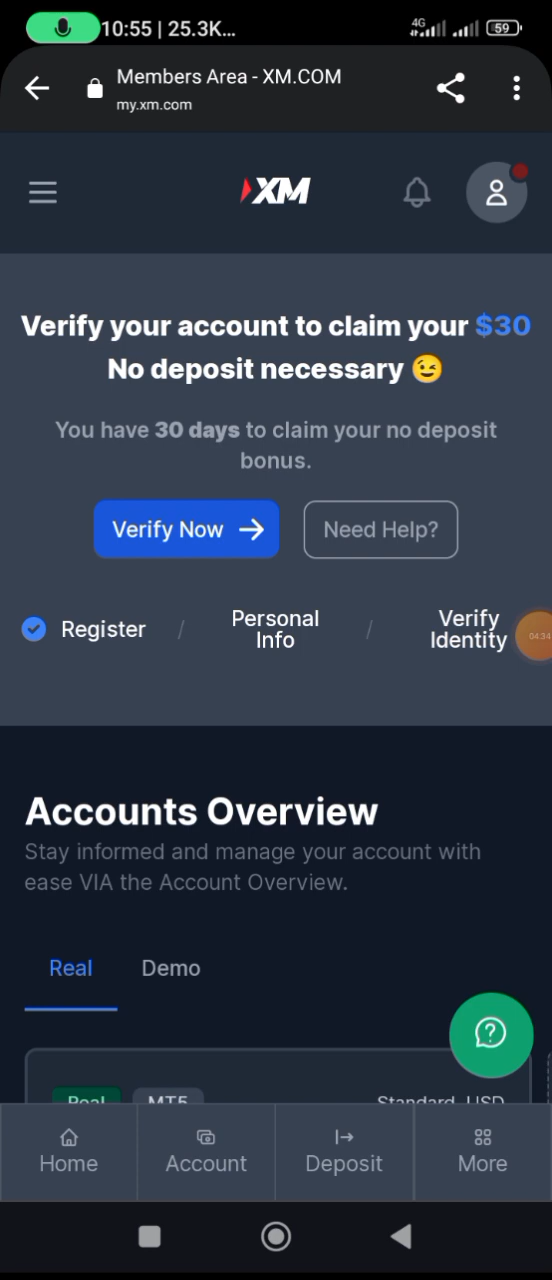 10:55 | 25.3K...
4G
59
Members Area - XM.COM
my.xm.com
XM
Verify your account to claim your $30
No deposit necessary 😉
You have 30 days to claim your no deposit
bonus.
Verify Now
Need Help?
Register / Personal Info / Verify Identity
04:34
Accounts Overview
Stay informed and manage your account with
ease VIA the Account Overview.
Real Demo
Real MT5 Standard, USD
Home Account Deposit More